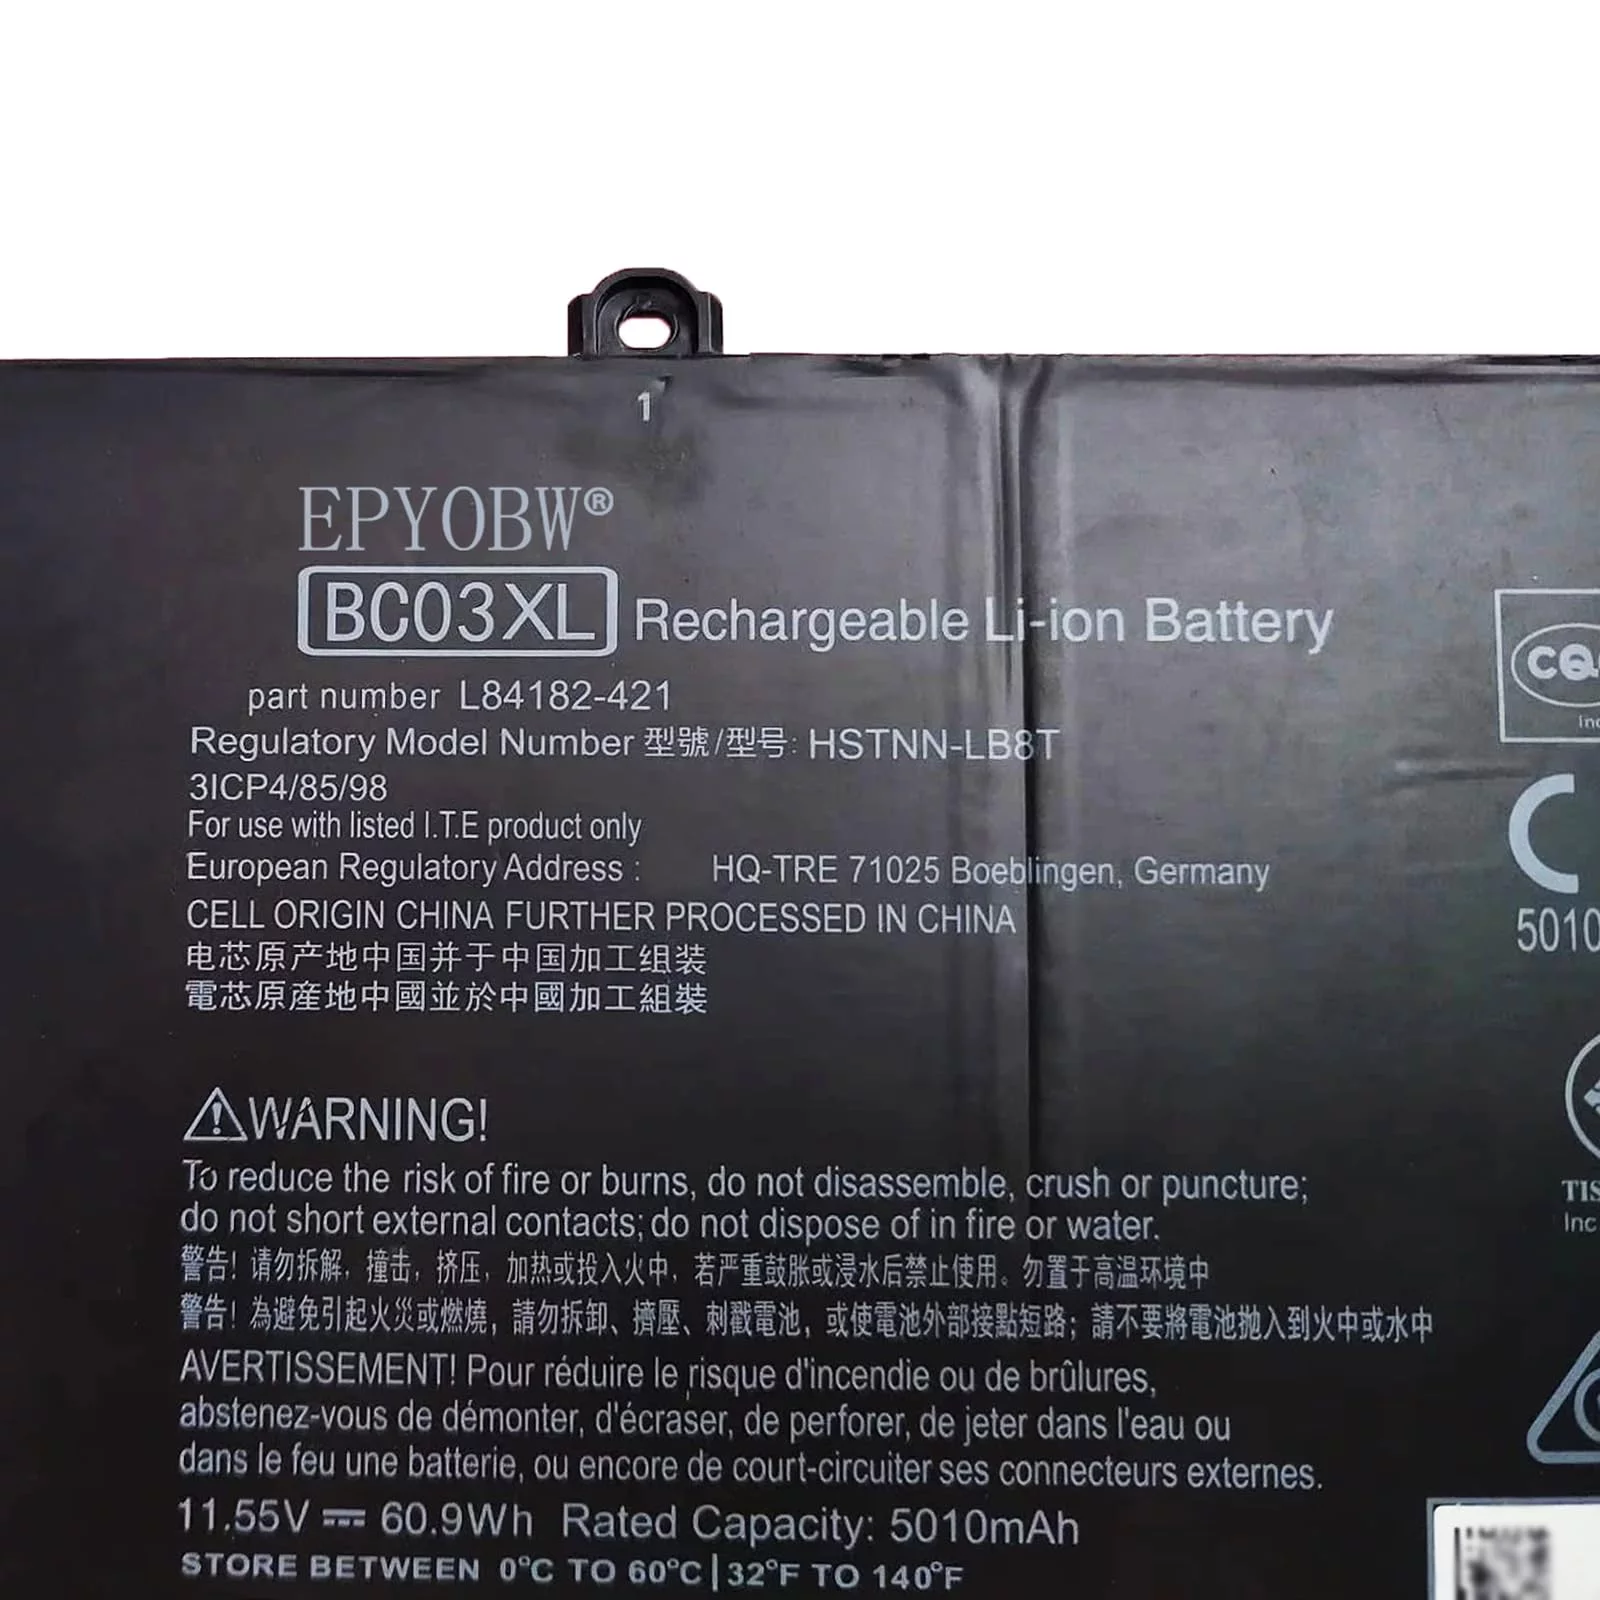 1
EPYOBW®
BC03XL Rechargeable Li-ion Battery
part number L84182-421
Regulatory Model Number 型號/型号: HSTNN-LB8T
3ICP4/85/98
For use with listed I.T.E product only
European Regulatory Address : HQ-TRE 71025 Boeblingen, Germany
CELL ORIGIN CHINA FURTHER PROCESSED IN CHINA
电芯原产地中国并于中国加工组装
電芯原産地中國並於中國加工組裝
5010
⚠WARNING!
To reduce the risk of fire or burns, do not disassemble, crush or puncture;
do not short external contacts; do not dispose of in fire or water.
警告! 请勿拆解, 撞击, 挤压, 加热或投入火中, 若严重鼓胀或浸水后禁止使用。勿置于高温环境中
警告! 為避免引起火災或燃燒, 請勿拆卸、擠壓、刺戳電池, 或使電池外部接點短路; 請不要將電池拋入到火中或水中
AVERTISSEMENT! Pour réduire le risque d'incendie ou de brûlures,
abstenez-vous de démonter, d'écraser, de perforer, de jeter dans l'eau ou
dans le feu une batterie, ou encore de court-circuiter ses connecteurs externes.
11.55V ⎓ 60.9Wh Rated Capacity: 5010mAh
STORE BETWEEN 0°C TO 60°C | 32°F TO 140°F